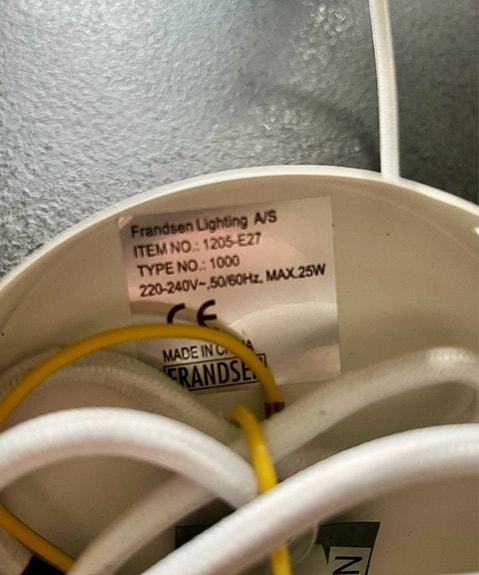 Frandsen Lighting A/S
ITEM NO.: 1205-E27
TYPE NO.: 1000
220-240V~,50/60Hz, MAX.25W
CE
MADE IN CHINA
FRANDSEN
N